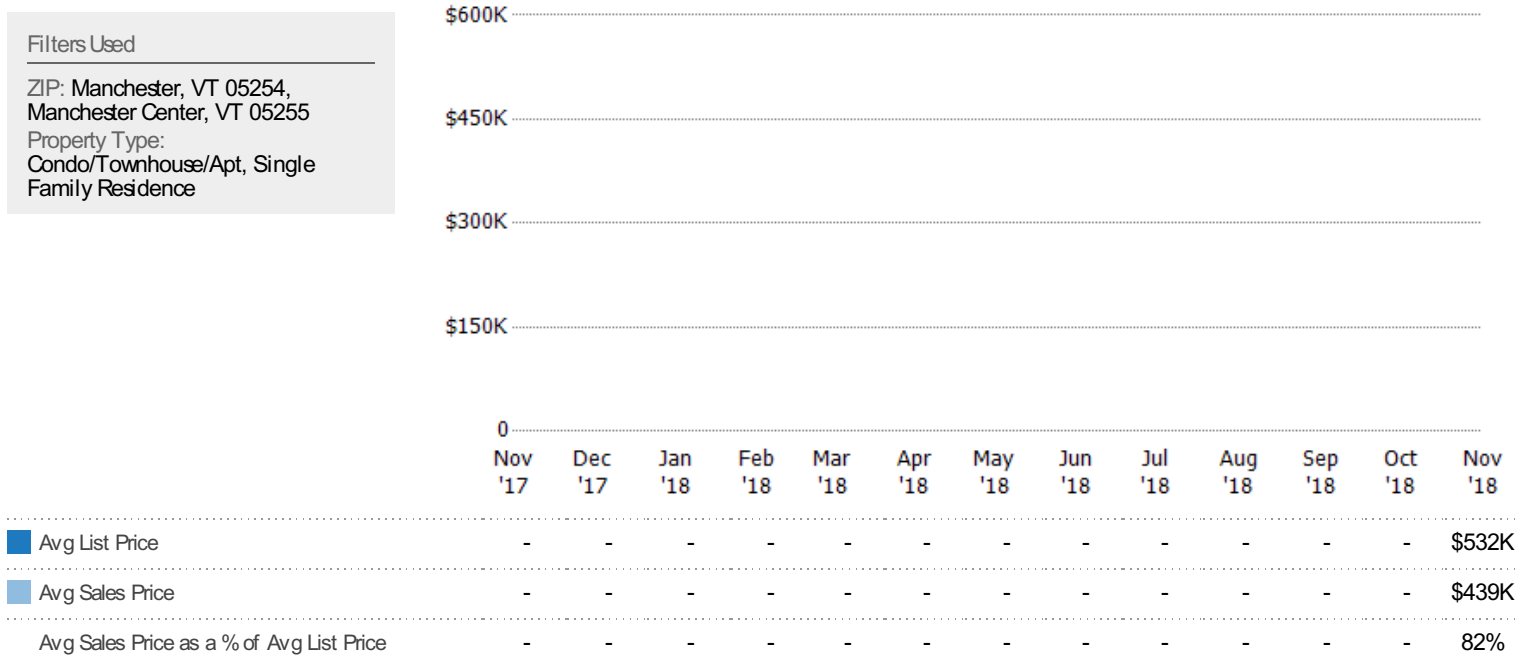 Filters Used
ZIP: Manchester, VT 05254,
Manchester Center, VT 05255
Property Type:
Condo/Townhouse/Apt, Single
Family Residence
$600K
$450K
$300K
$150K
0
Nov Dec Jan Feb Mar Apr May Jun Jul Aug Sep Oct Nov
'17 '17 '18 '18 '18 '18 '18 '18 '18 '18 '18 '18 '18
Avg List Price - - - - - - - - - - - - $532K
Avg Sales Price - - - - - - - - - - - - $439K
Avg Sales Price as a % of Avg List Price - - - - - - - - - - - - 82%